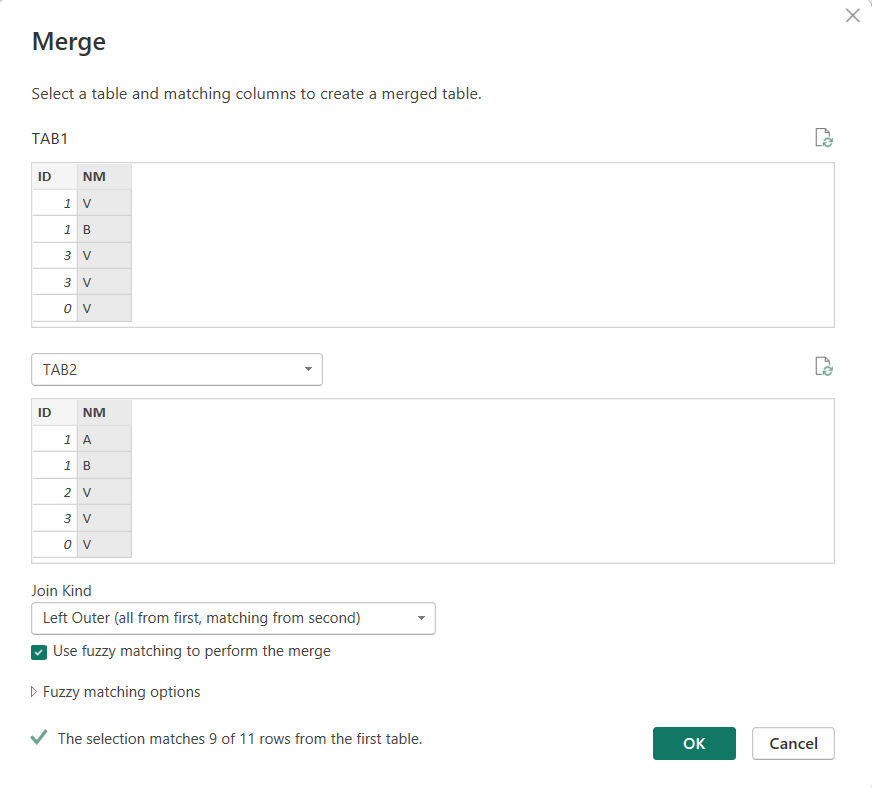 Merge
Select a table and matching columns to create a merged table.
TAB1
ID NM
1 V
1 B
3 V
3 V
0 V
TAB2
ID NM
1 A
1 B
2 V
3 V
0 V
Join Kind
Left Outer (all from first, matching from second)
Use fuzzy matching to perform the merge
Fuzzy matching options
The selection matches 9 of 11 rows from the first table.
OK Cancel